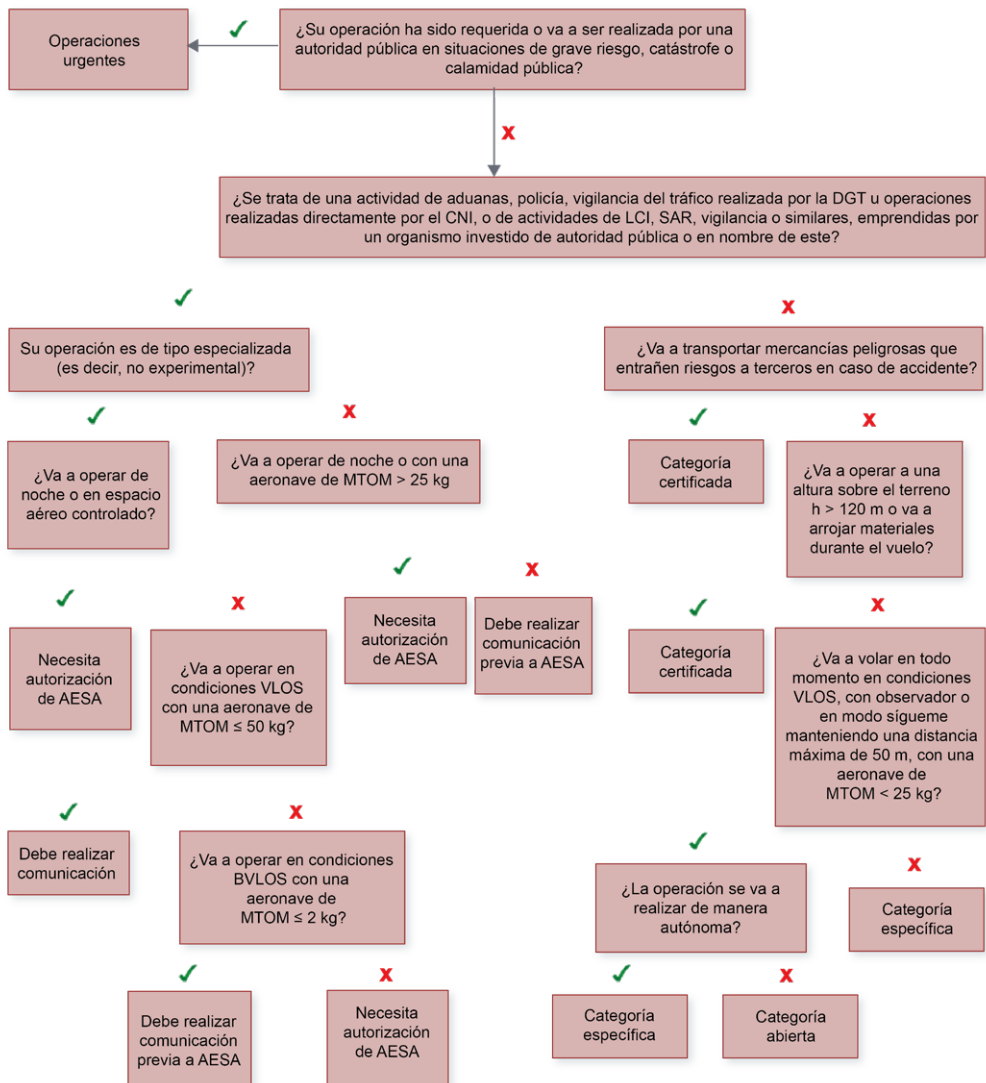 Operaciones
urgentes
¿Su operación ha sido requerida o va a ser realizada por una
autoridad pública en situaciones de grave riesgo, catástrofe o
calamidad pública?
¿Se trata de una actividad de aduanas, policía, vigilancia del tráfico realizada por la DGT u operaciones
realizadas directamente por el CNI, o de actividades de LCI, SAR, vigilancia o similares, emprendidas por
un organismo investido de autoridad pública o en nombre de este?
Su operación es de tipo especializada
(es decir, no experimental)?
¿Va a transportar mercancías peligrosas que
entrañen riesgos a terceros en caso de accidente?
¿Va a operar de
noche o en espacio
aéreo controlado?
¿Va a operar de noche o con una
aeronave de MTOM > 25 kg
Categoría
certificada
¿Va a operar a una
altura sobre el terreno
h > 120 m o va a
arrojar materiales
durante el vuelo?
Necesita
autorización
de AESA
¿Va a operar en
condiciones VLOS
con una aeronave de
MTOM ≤ 50 kg?
Necesita
autorización
de AESA
Debe realizar
comunicación
previa a AESA
Categoría
certificada
¿Va a volar en todo
momento en condiciones
VLOS, con observador o
en modo sígueme
manteniendo una distancia
máxima de 50 m, con una
aeronave de
MTOM < 25 kg?
Debe realizar
comunicación
¿Va a operar en condiciones
BVLOS con una
aeronave de
MTOM ≤ 2 kg?
¿La operación se va a
realizar de manera
autónoma?
Categoría
específica
Debe realizar
comunicación
previa a AESA
Necesita
autorización
de AESA
Categoría
específica
Categoría
abierta